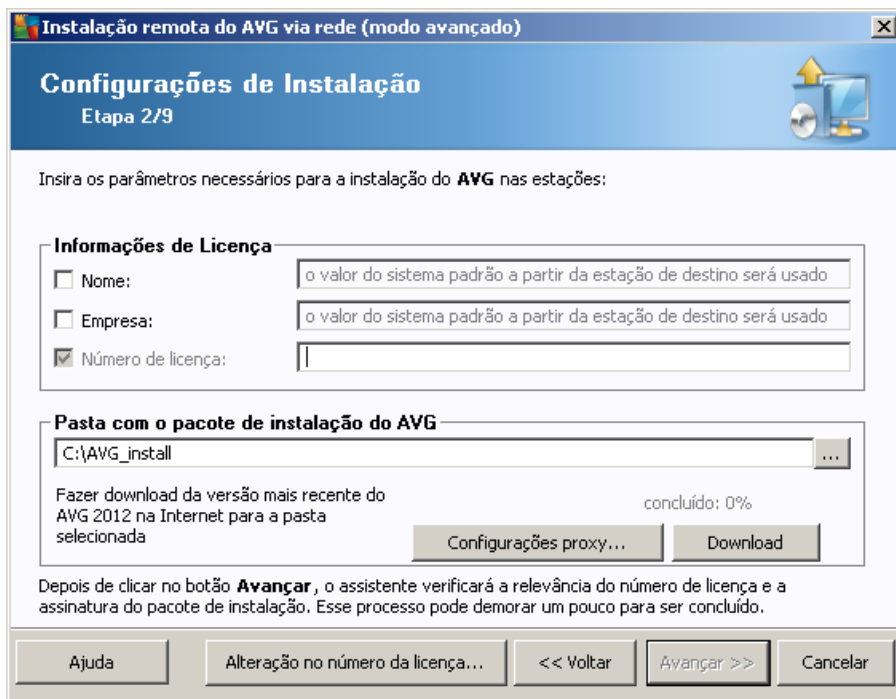 Instalação remota do AVG via rede (modo avançado)
Configurações de Instalação
Etapa 2/9
Insira os parâmetros necessários para a instalação do AVG nas estações:
Informações de Licença
Nome:
o valor do sistema padrão a partir da estação de destino será usado
Empresa:
o valor do sistema padrão a partir da estação de destino será usado
Número de licença:
Pasta com o pacote de instalação do AVG
C:\AVG_install
...
Fazer download da versão mais recente do
AVG 2012 na Internet para a pasta
selecionada
concluído: 0%
Configurações proxy...
Download
Depois de clicar no botão Avançar, o assistente verificará a relevância do número de licença e a
assinatura do pacote de instalação. Esse processo pode demorar um pouco para ser concluído.
Ajuda
Alteração no número da licença...
<< Voltar
Avançar >>
Cancelar